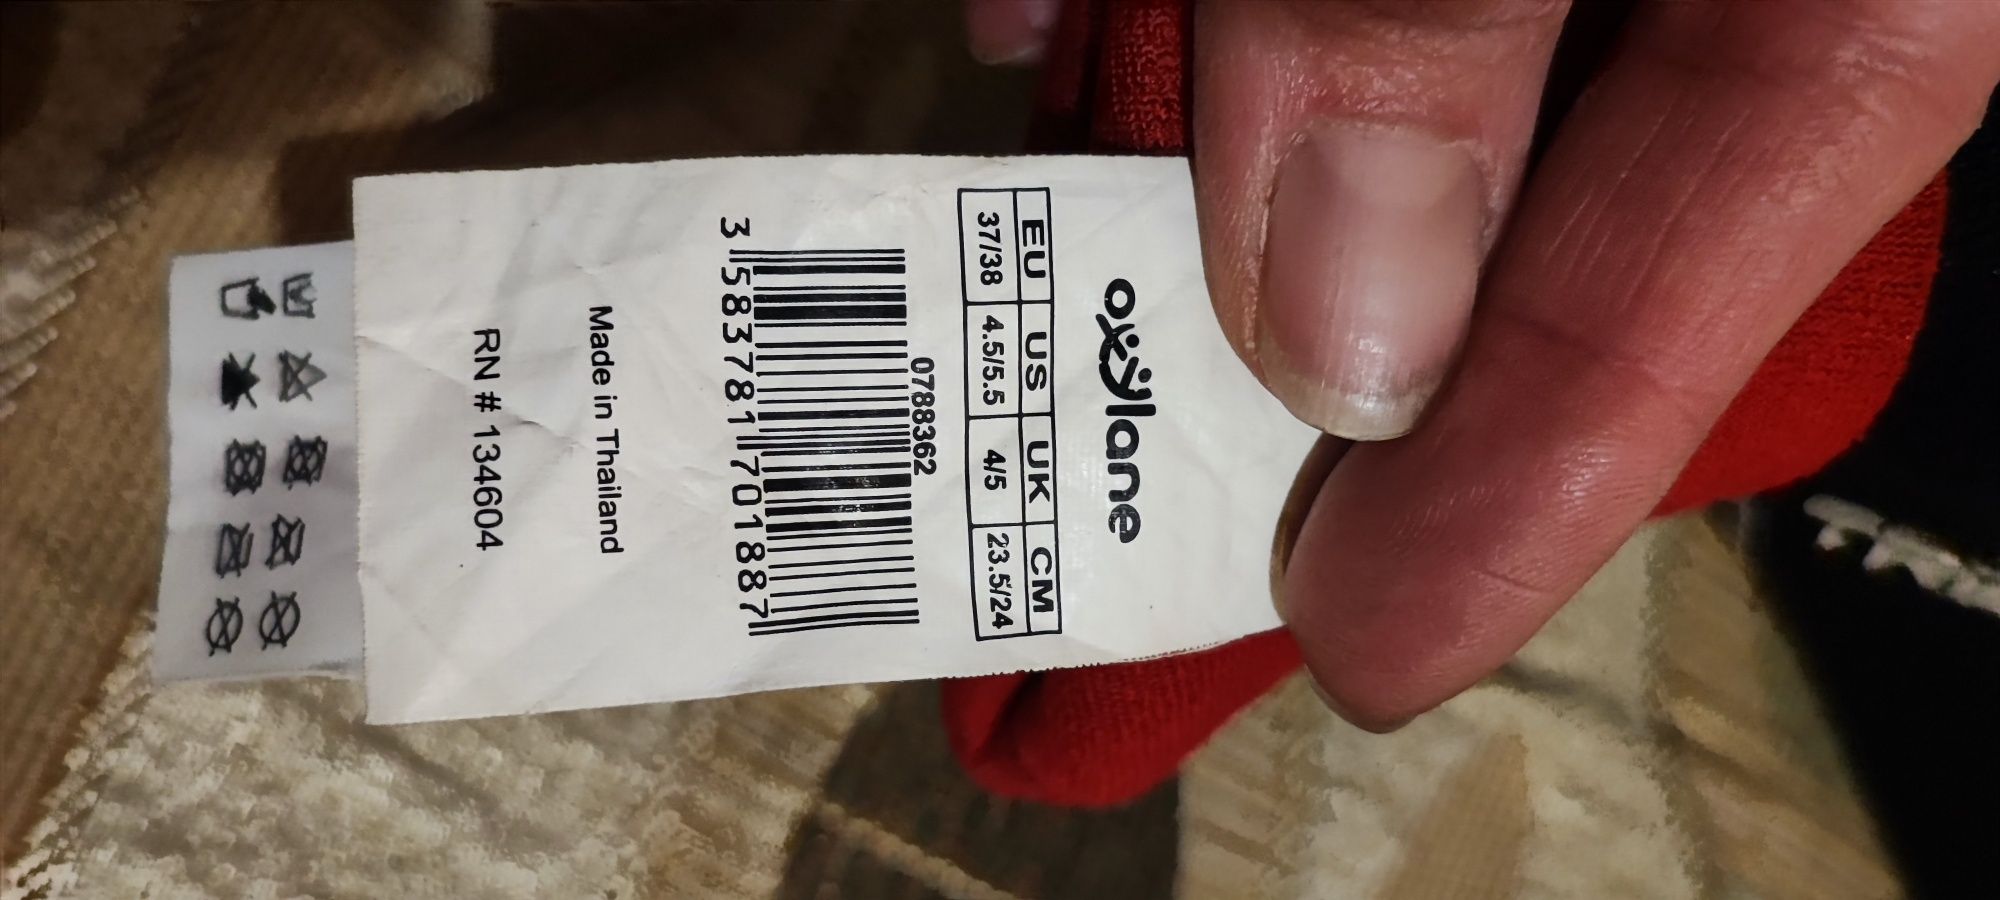 oxylane
EU US UK CM
37/38 4.5/5.5 4/5 23.5/24
0788362
3 583781 701887
Made in Thailand
RN # 134604